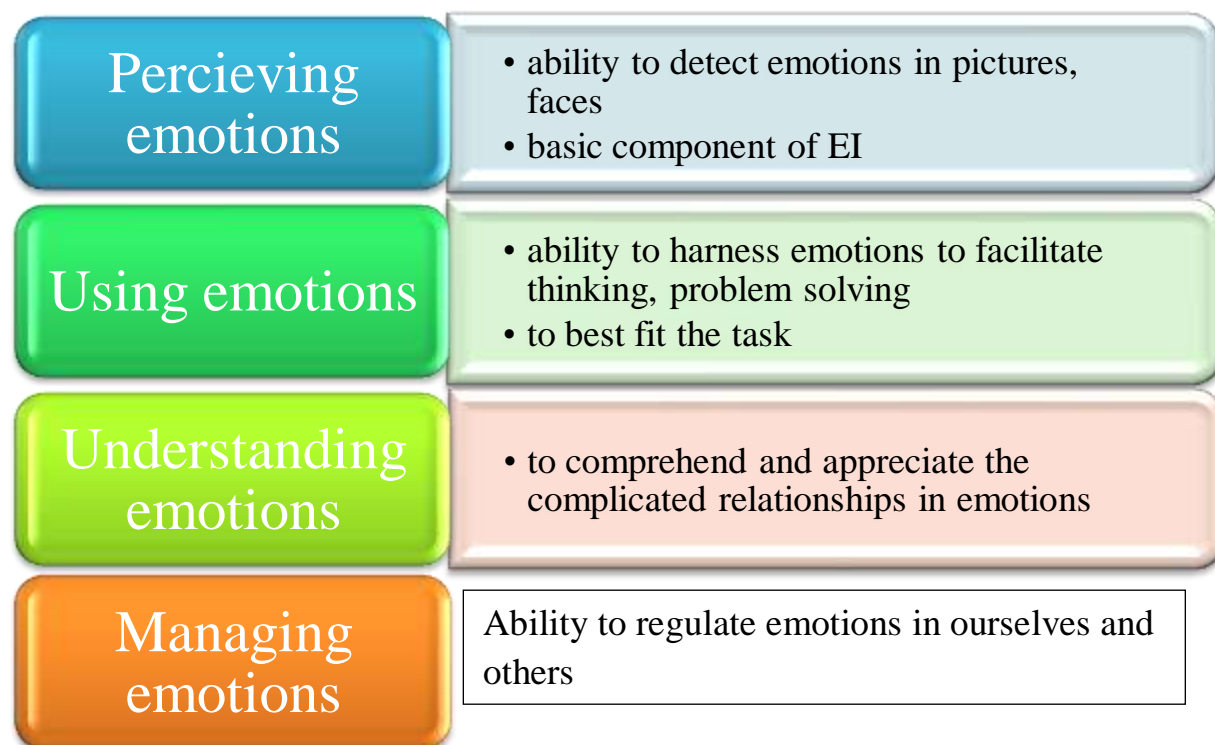 Percieving
emotions
• ability to detect emotions in pictures,
faces
• basic component of EI
Using emotions
• ability to harness emotions to facilitate
thinking, problem solving
• to best fit the task
Understanding
emotions
• to comprehend and appreciate the
complicated relationships in emotions
Managing
emotions
Ability to regulate emotions in ourselves and
others